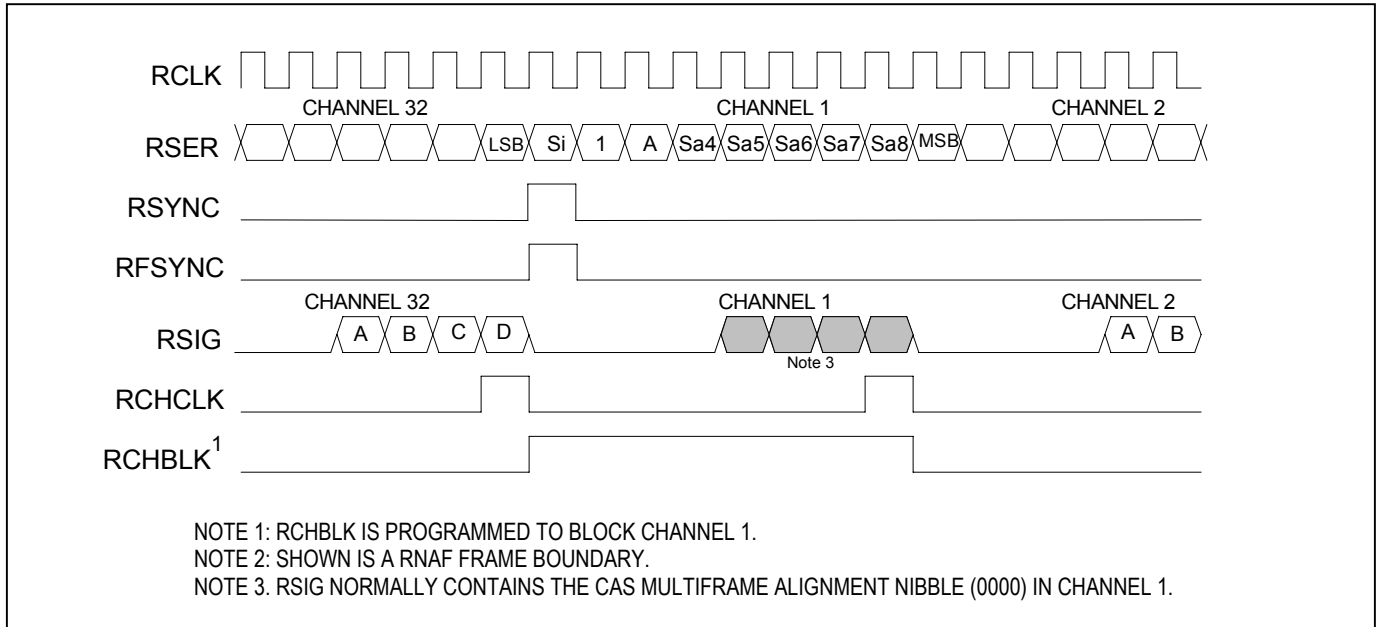 RCLK
CHANNEL 32 CHANNEL 1 CHANNEL 2
RSER LSB Si 1 A Sa4 Sa5 Sa6 Sa7 Sa8 MSB
RSYNC
RFSYNC
CHANNEL 32 CHANNEL 1 CHANNEL 2
RSIG A B C D A B
Note 3
RCHCLK
RCHBLK1
NOTE 1: RCHBLK IS PROGRAMMED TO BLOCK CHANNEL 1.
NOTE 2: SHOWN IS A RNAF FRAME BOUNDARY.
NOTE 3. RSIG NORMALLY CONTAINS THE CAS MULTIFRAME ALIGNMENT NIBBLE (0000) IN CHANNEL 1.